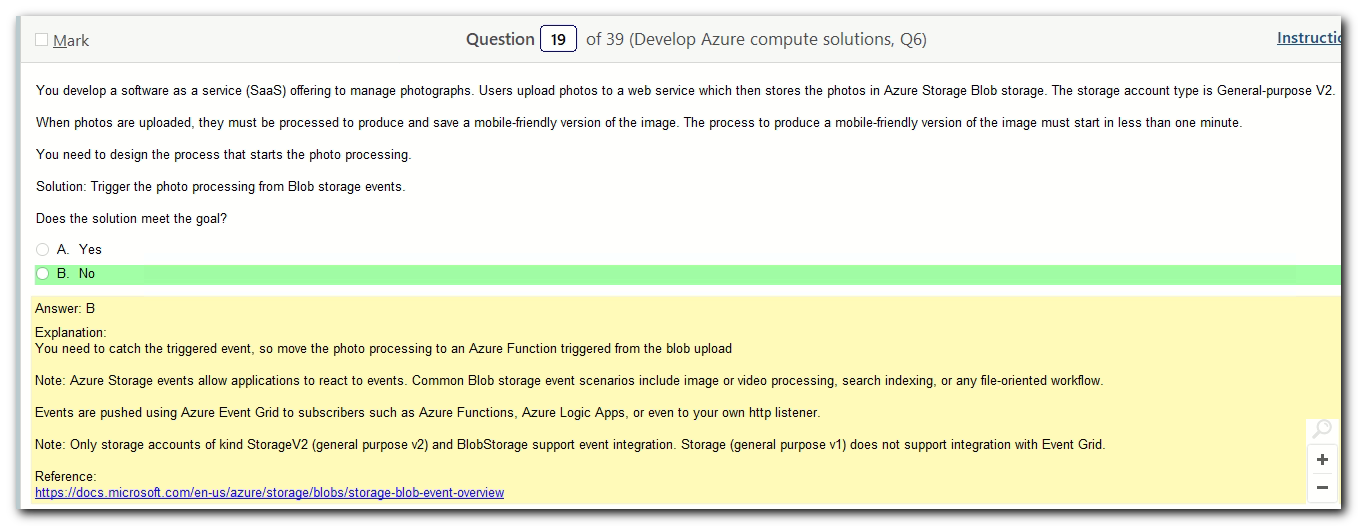 Mark
Question 19 of 39 (Develop Azure compute solutions, Q6)
Instructio
You develop a software as a service (SaaS) offering to manage photographs. Users upload photos to a web service which then stores the photos in Azure Storage Blob storage. The storage account type is General-purpose V2.
When photos are uploaded, they must be processed to produce and save a mobile-friendly version of the image. The process to produce a mobile-friendly version of the image must start in less than one minute.
You need to design the process that starts the photo processing.
Solution: Trigger the photo processing from Blob storage events.
Does the solution meet the goal?
A. Yes
B. No
Answer: B
Explanation:
You need to catch the triggered event, so move the photo processing to an Azure Function triggered from the blob upload
Note: Azure Storage events allow applications to react to events. Common Blob storage event scenarios include image or video processing, search indexing, or any file-oriented workflow.
Events are pushed using Azure Event Grid to subscribers such as Azure Functions, Azure Logic Apps, or even to your own http listener.
Note: Only storage accounts of kind StorageV2 (general purpose v2) and BlobStorage support event integration. Storage (general purpose v1) does not support integration with Event Grid.
Reference:
https://docs.microsoft.com/en-us/azure/storage/blobs/storage-blob-event-overview